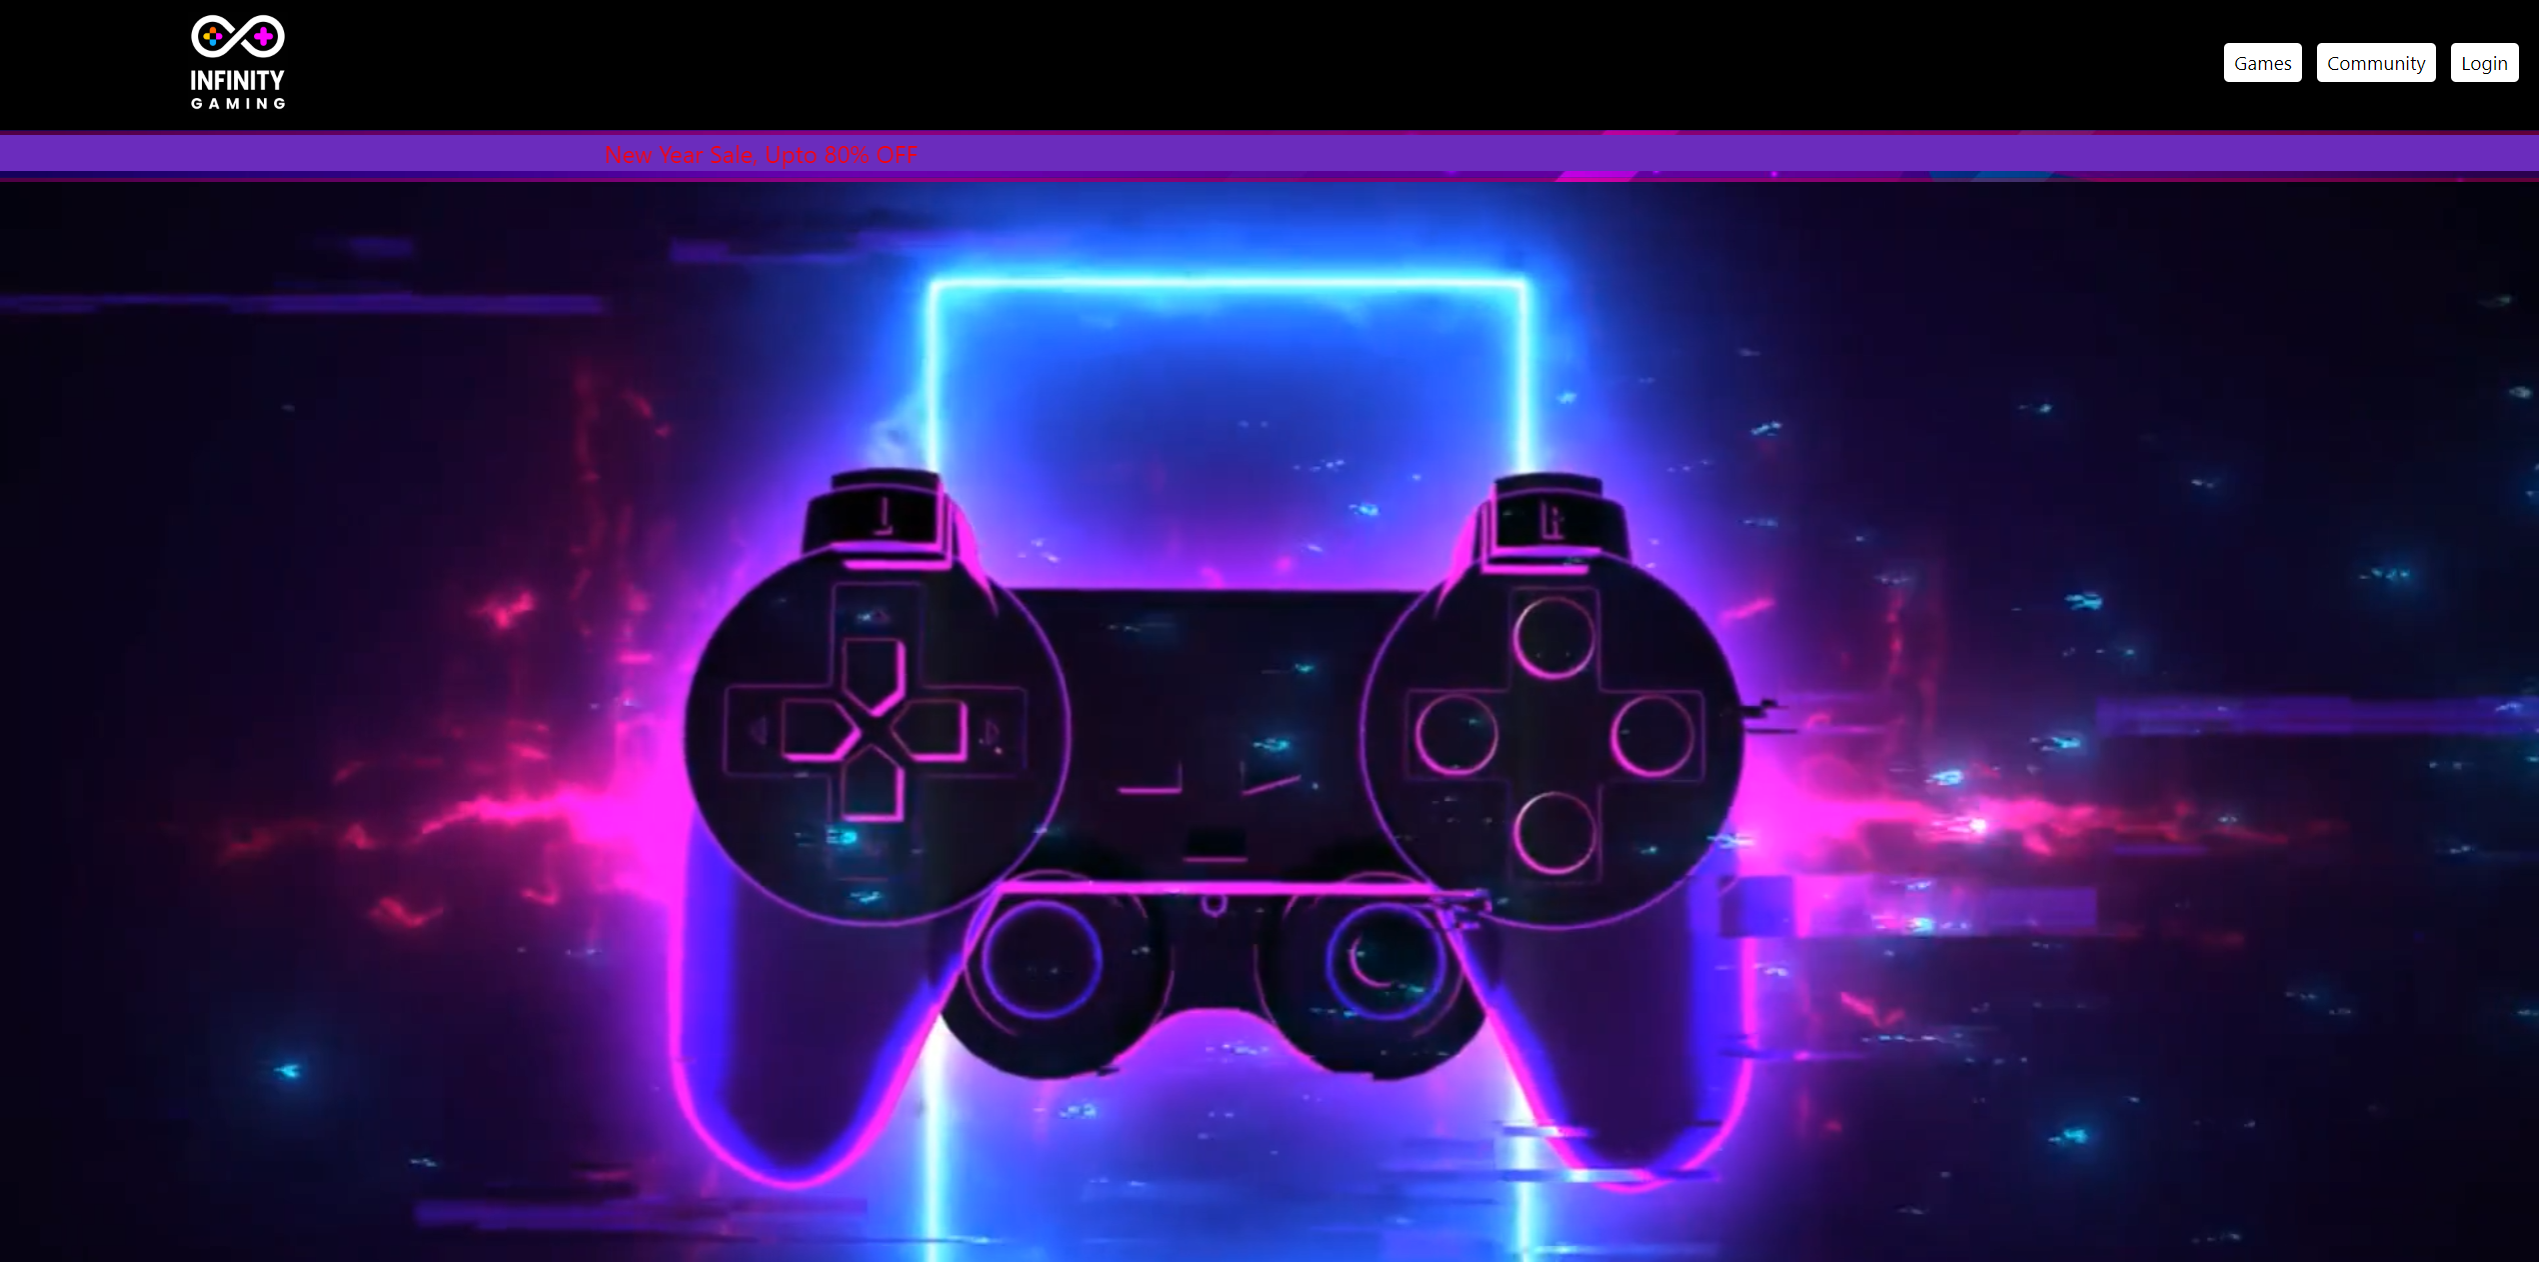 INFINITY
GAMING
Games
Community
Login
New Year Sale, Upto 80% OFF
L
R